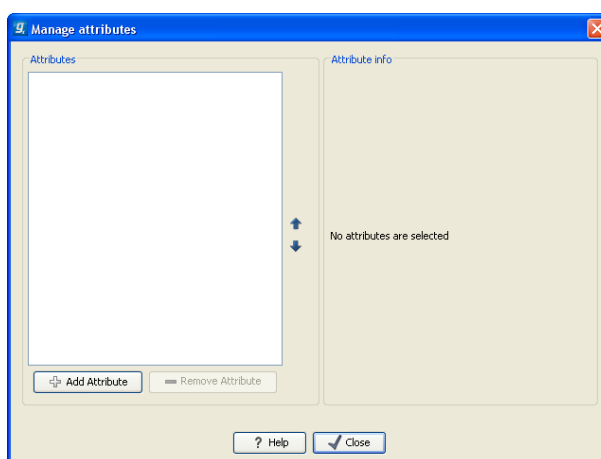 Manage attributes
Attributes
Attribute info
No attributes are selected
Add Attribute
Remove Attribute
? Help
Close